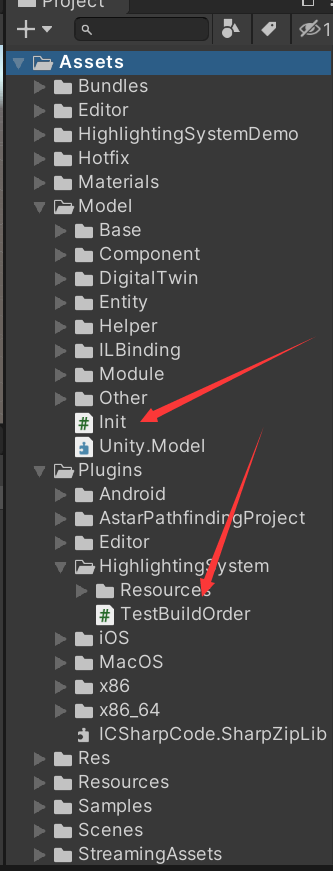 Project
1
Assets
Bundles
Editor
HighlightingSystemDemo
Hotfix
Materials
Model
Base
Component
DigitalTwin
Entity
Helper
ILBinding
Module
Other
Init
Unity.Model
Plugins
Android
AstarPathfindingProject
Editor
HighlightingSystem
Resources
TestBuildOrder
iOS
MacOS
x86
x86_64
ICSharpCode.SharpZipLib
Res
Resources
Samples
Scenes
StreamingAssets